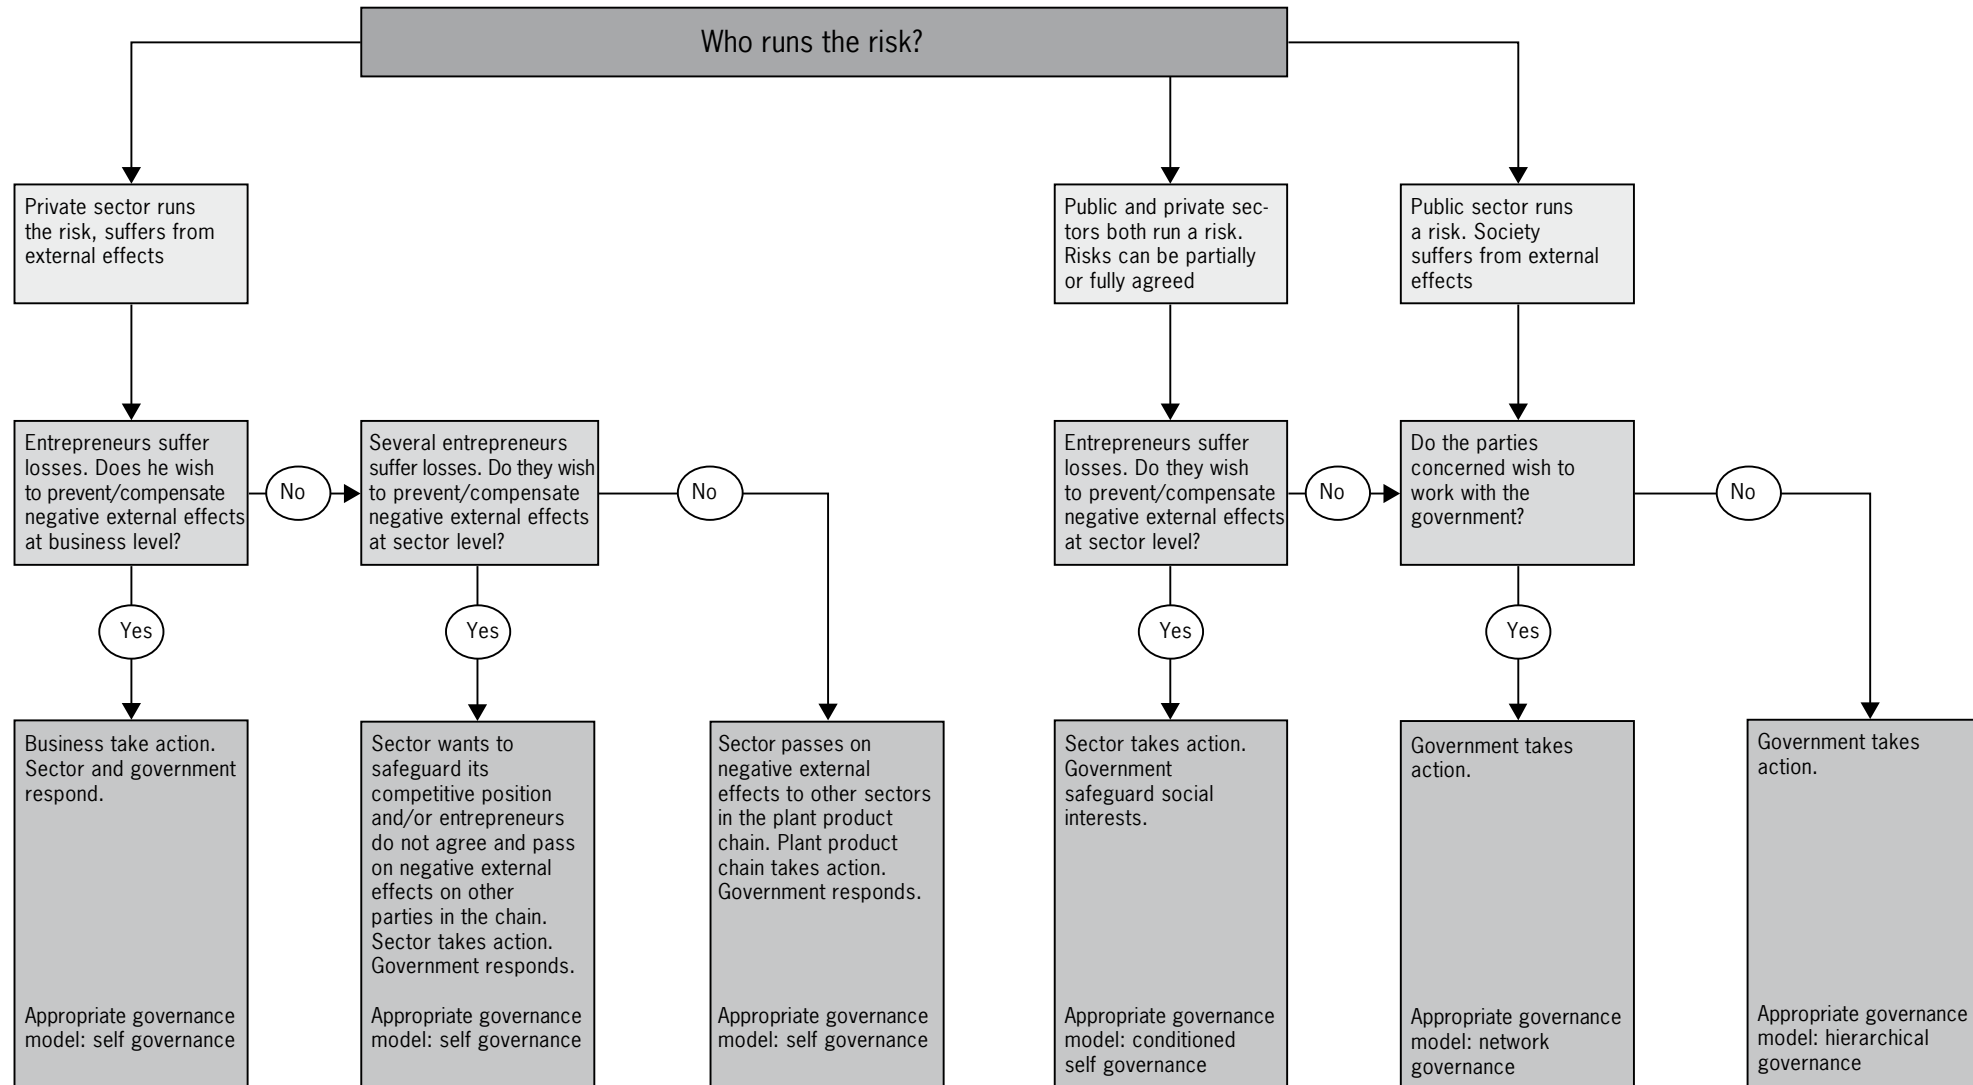 Who runs the risk?
Private sector runs
the risk, suffers from
external effects
Public and private sec-
tors both run a risk.
Risks can be partially
or fully agreed
Public sector runs
a risk. Society
suffers from external
effects
Entrepreneurs suffer
losses. Does he wish
to prevent/compensate
negative external effects
at business level?
No
Several entrepreneurs
suffer losses. Do they wish
to prevent/compensate
negative external effects
at sector level?
No
Entrepreneurs suffer
losses. Do they wish
to prevent/compensate
negative external effects
at sector level?
No
Do the parties
concerned wish to
work with the
government?
No
Yes
Yes
Yes
Yes
Business take action.
Sector and government
respond.
Appropriate governance
model: self governance
Sector wants to
safeguard its
competitive position
and/or entrepreneurs
do not agree and pass
on negative external
effects on other
parties in the chain.
Sector takes action.
Government responds.
Appropriate governance
model: self governance
Sector passes on
negative external
effects to other sectors
in the plant product
chain. Plant product
chain takes action.
Government responds.
Appropriate governance
model: self governance
Sector takes action.
Government
safeguard social
interests.
Appropriate governance
model: conditioned
self governance
Government takes
action.
Appropriate governance
model: network
governance
Government takes
action.
Appropriate governance
model: hierarchical
governance